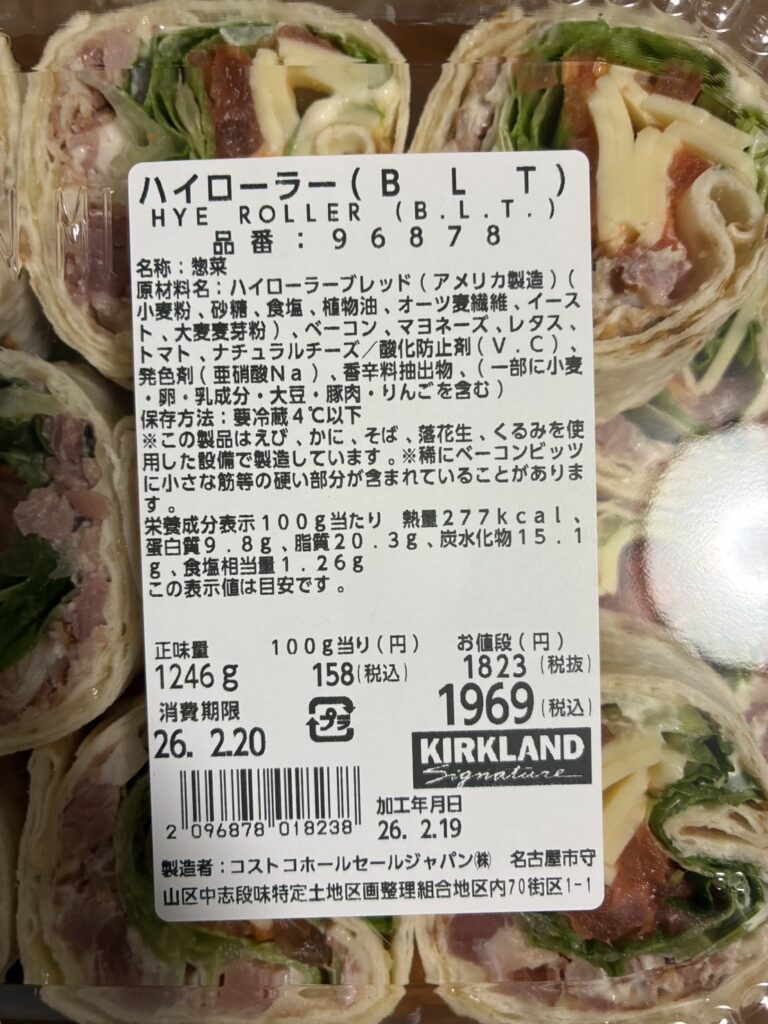 ハイローラー(B L T)
HYE ROLLER (B.L.T.)
品番:96878
名称:惣菜
原材料名:ハイローラーブレッド(アメリカ製造)(
小麦粉、砂糖、食塩、植物油、オーツ麦繊維、イース
ト、大麦麦芽粉)、ベーコン、マヨネーズ、レタス、
トマト、ナチュラルチーズ/酸化防止剤(V.C)、
発色剤(亜硝酸Na)、香辛料抽出物、(一部に小麦
・卵・乳成分・大豆・豚肉・りんごを含む)
保存方法:要冷蔵4℃以下
※この製品はえび、かに、そば、落花生、くるみを使
用した設備で製造しています。※稀にベーコンビッツ
に小さな筋等の硬い部分が含まれていることがありま
す。
栄養成分表示100g当たり 熱量277kcal、
蛋白質9.8g、脂質20.3g、炭水化物15.1
g、食塩相当量1.26g
この表示値は目安です。
正味量 100g当り(円) お値段(円)
1246g 158(税込) 1823(税抜)
1969(税込)
消費期限
プラ
26. 2.20
KIRKLAND
Signature
加工年月日
26. 2.19
2 096878 018238
製造者:コストコホールセールジャパン㈱ 名古屋市守
山区中志段味特定土地区画整理組合地区内70街区1-1